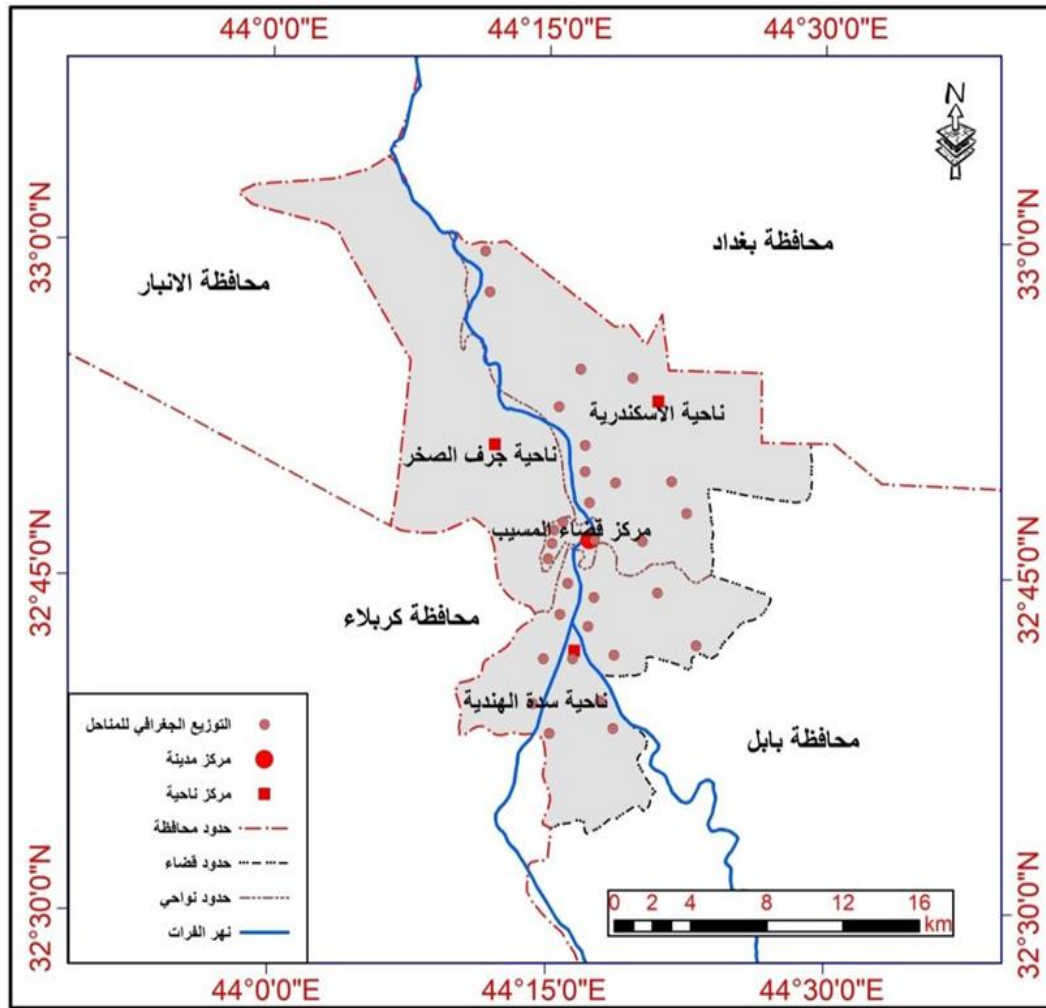 44°0'0"E
44°15'0"E
44°30'0"E
N
33°0'0"N
33°0'0"N
محافظة بغداد
محافظة الانبار
ناحية الاسكندرية
ناحية جرف الصخر
مركز قضاء المسيب
32°45'0"N
32°45'0"N
محافظة كربلاء
ناحية سدة الهندية
محافظة بابل
التوزيع الجغرافي للمناحل
مركز مدينة
مركز ناحية
حدود محافظة
حدود قضاء
حدود نواحي
نهر الفرات
32°30'0"N
32°30'0"N
0 2 4 8 12 16
km
44°0'0"E
44°15'0"E
44°30'0"E